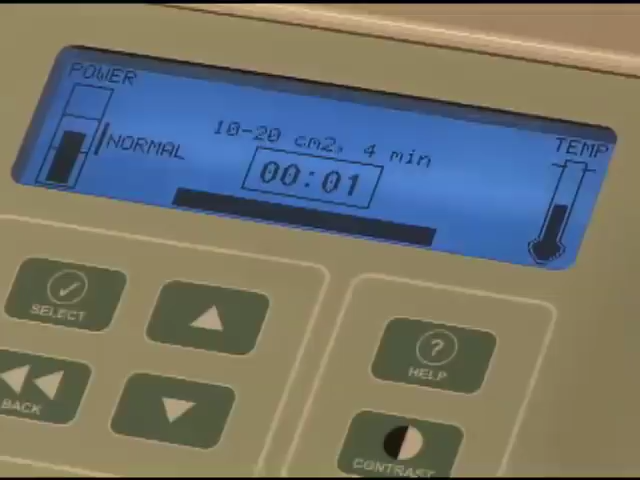 POWER
10-20 cm2, 4 min
TEMP
NORMAL
00:01
SELECT
HELP
BACK
CONTRAST